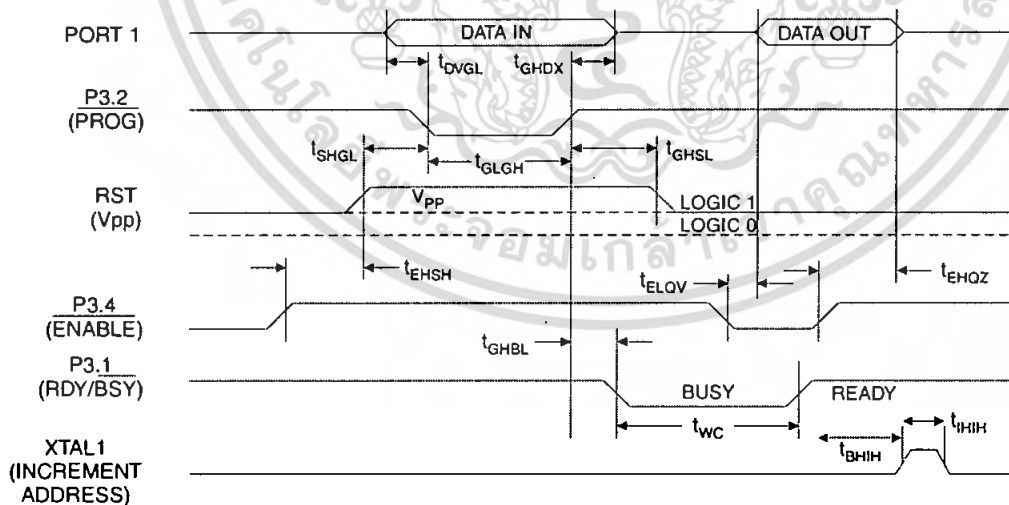 PORT 1
DATA IN
DATA OUT
tDVGL
tGHDX
P3.2
(PROG)
tSHGL
tGLGH
tGHSL
RST
(Vpp)
VPP
LOGIC 1
LOGIC 0
tEHSH
tELQV
tEHQZ
P3.4
(ENABLE)
tGHBL
P3.1
(RDY/BSY)
BUSY
READY
tWC
tIHIH
tBHIH
XTAL1
(INCREMENT
ADDRESS)